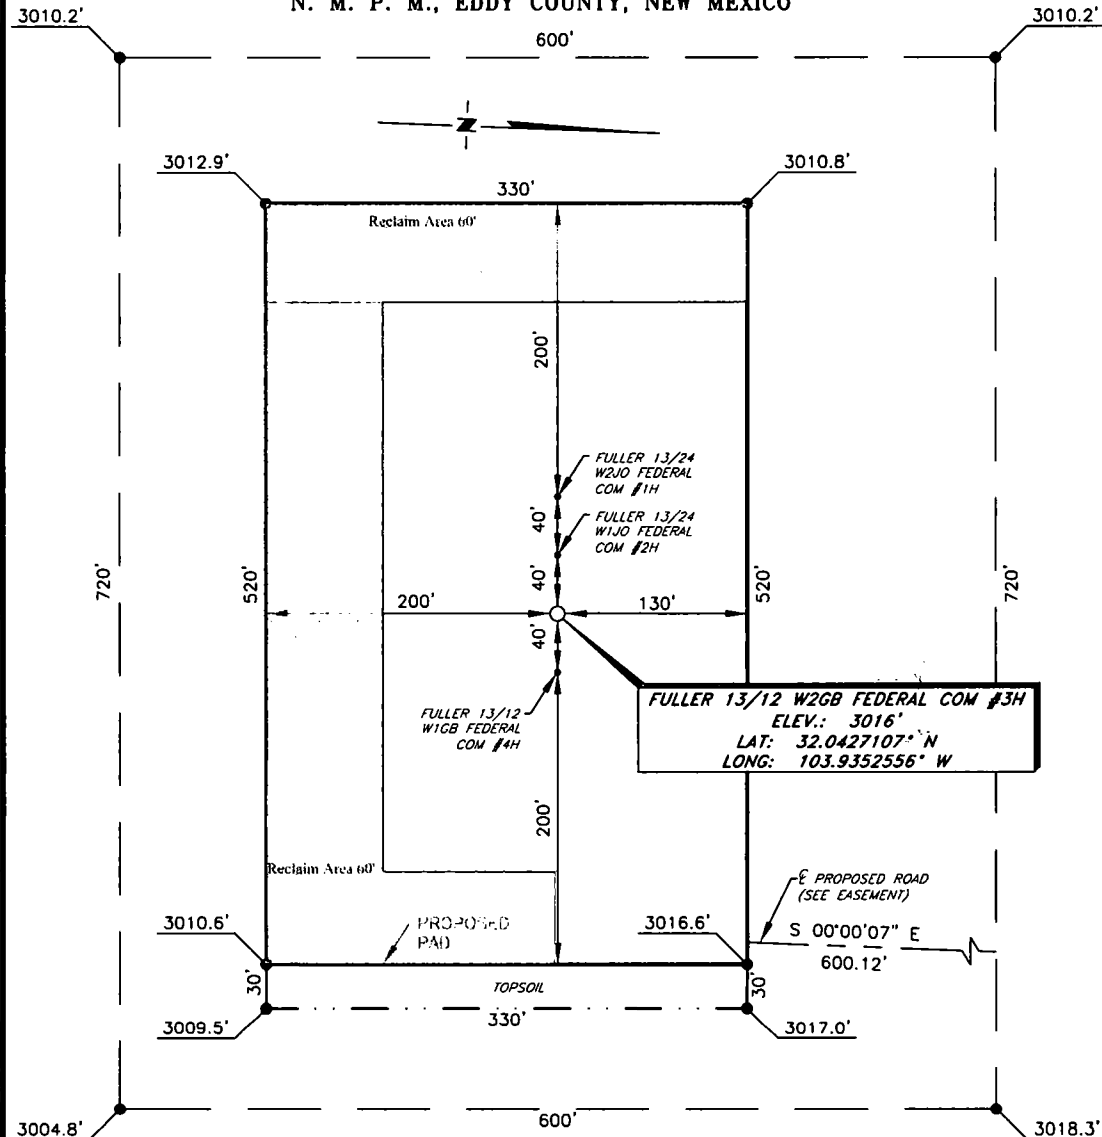 N. M. P. M., EDDY COUNTY, NEW MEXICO
3010.2'
3010.2'
600'
Z
3012.9'
3010.8'
330'
Reclaim Area 60'
200'
FULLER 13/24
W2JO FEDERAL
COM #1H
40'
FULLER 13/24
W1JO FEDERAL
COM #2H
720'
520'
40'
520'
720'
200'
130'
40'
FULLER 13/12 W2GB FEDERAL COM #3H
ELEV.: 3016'
LAT: 32.0427107° N
LONG: 103.9352556° W
FULLER 13/12
W1GB FEDERAL
COM #4H
200'
Reclaim Area 60'
℄ PROPOSED ROAD
(SEE EASEMENT)
S 00°00'07" E
600.12'
3010.6'
PROPOSED
PAD
3016.6'
30'
TOPSOIL
30'
330'
3009.5'
3017.0'
600'
3004.8'
3018.3'